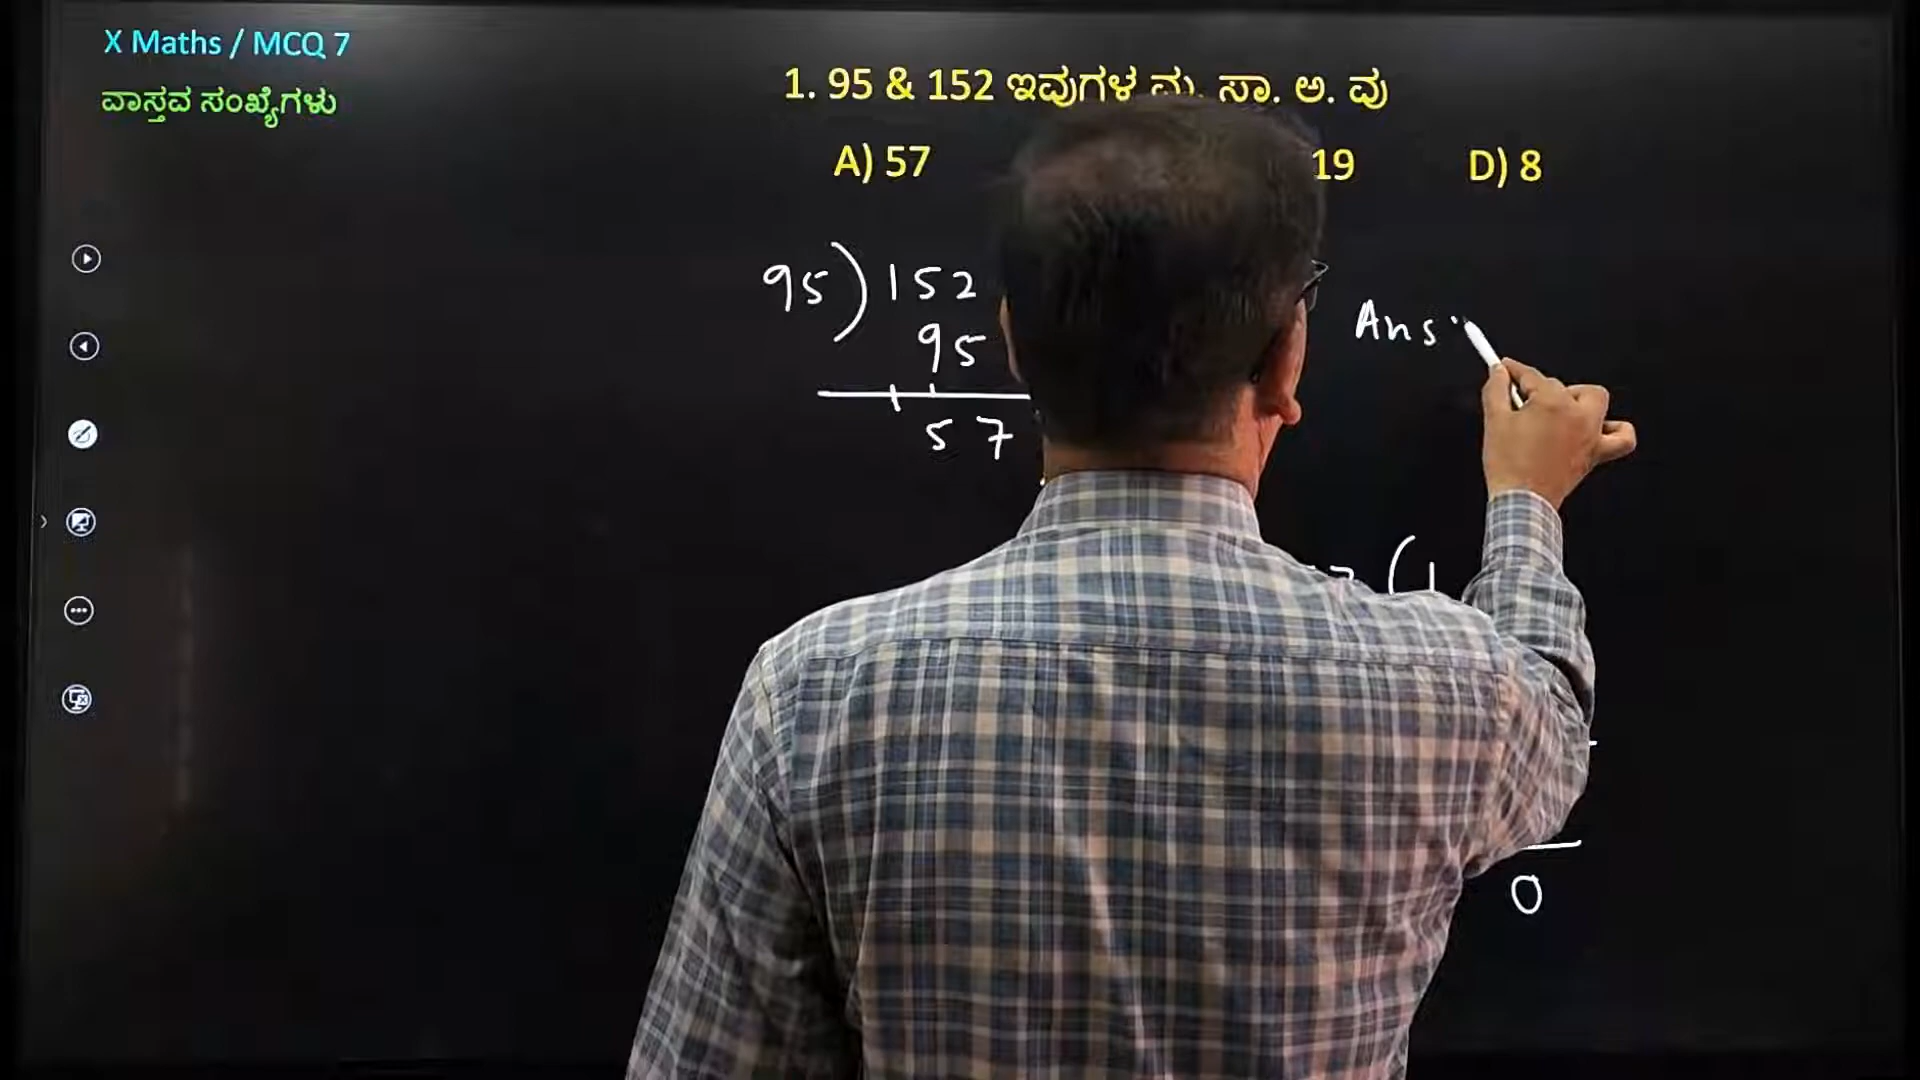 X Maths / MCQ 7
ವಾಸ್ತವ ಸಂಖ್ಯೆಗಳು
1. 95 & 152 ಇವುಗಳ ಮ. ಸಾ. ಅ. ವು
A) 57 19 D) 8
95 ) 152
95
57
Ans
( 1
0